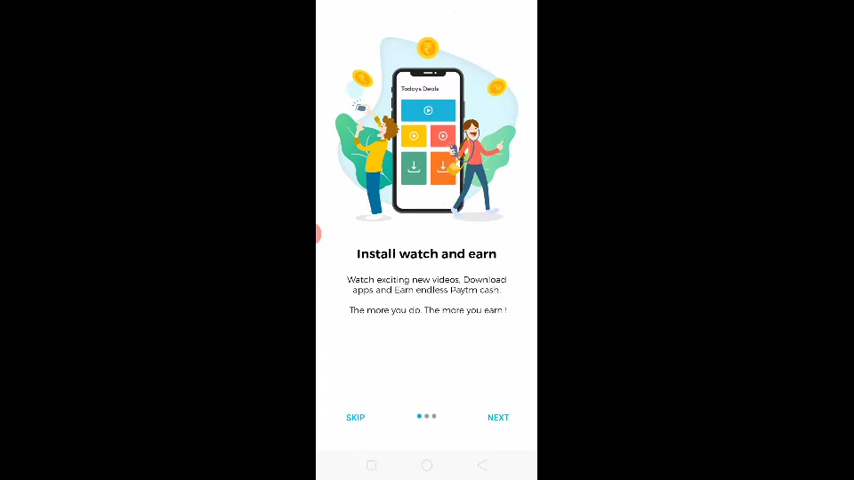 Todays Deals
Install watch and earn
Watch exciting new videos, Download
apps and Earn endless Paytm cash.
The more you do. The more you earn !
SKIP
NEXT